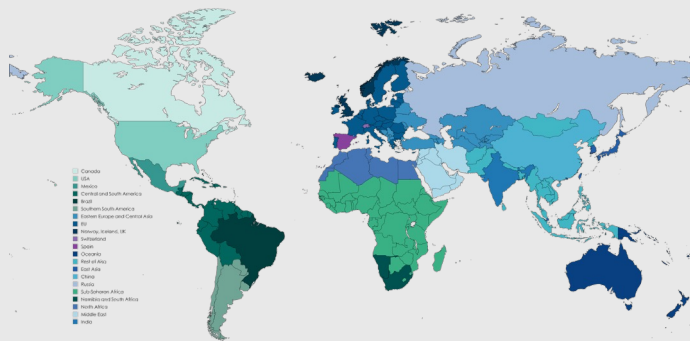 Canada
USA
Mexico
Central and South America
Brazil
Southern South America
Eastern Europe and Central Asia
EU
Norway, Iceland, UK
Switzerland
Spain
Oceania
Rest of Asia
East Asia
China
Russia
Sub-Saharan Africa
Namibia and South Africa
North Africa
Middle East
India